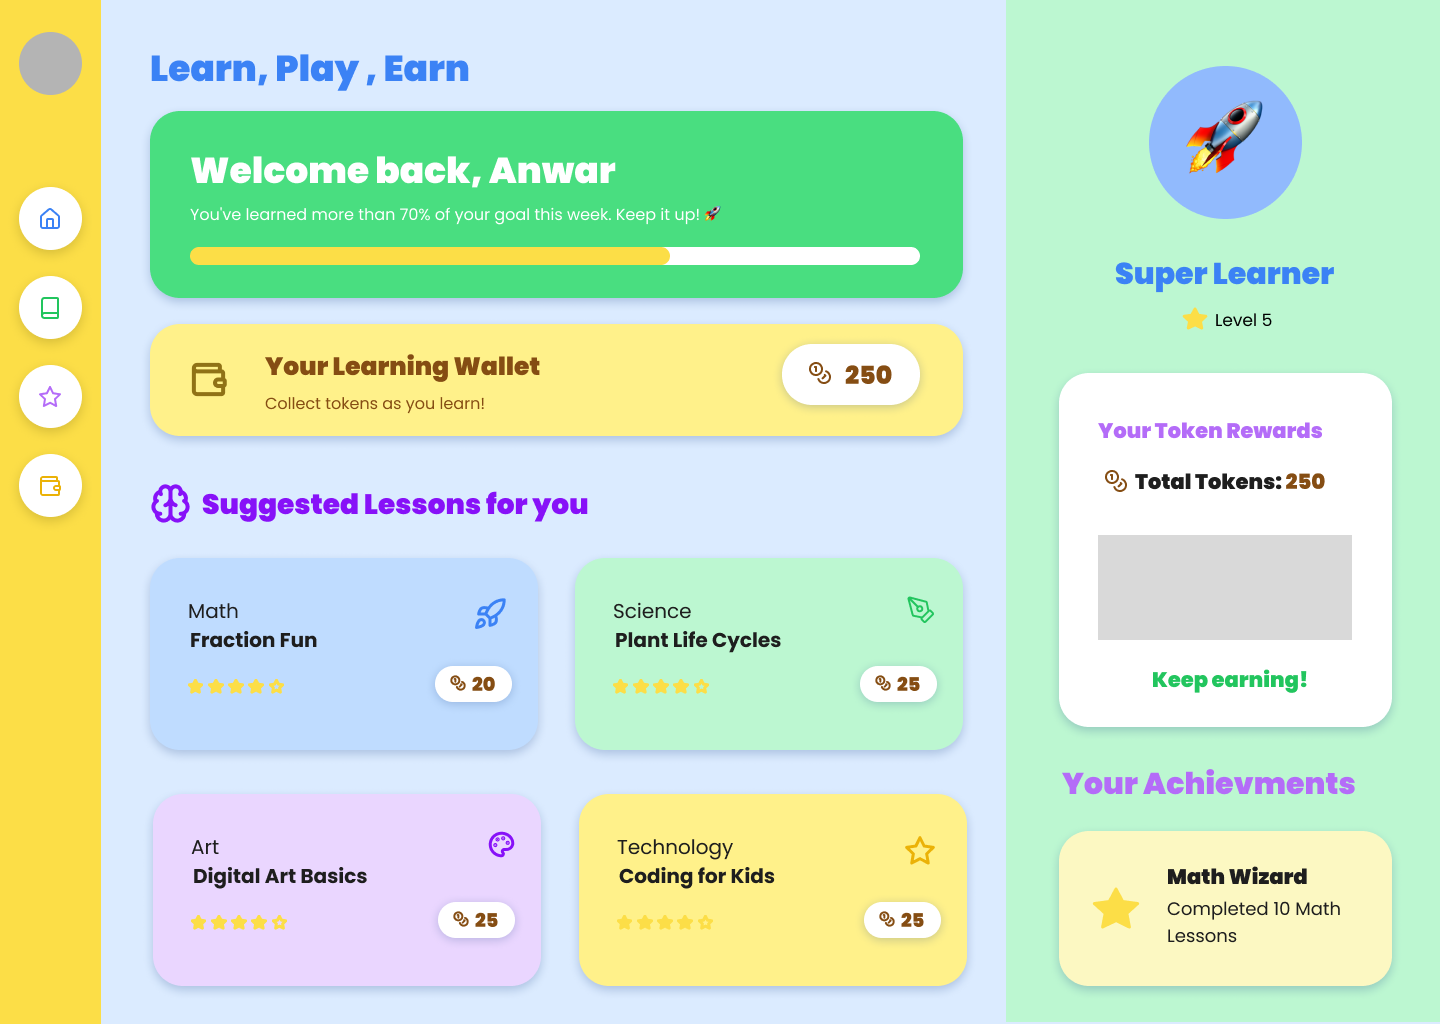 Learn, Play , Earn
Welcome back, Anwar
You've learned more than 70% of your goal this week. Keep it up! 🚀
Your Learning Wallet
Collect tokens as you learn!
250
Suggested Lessons for you
Math
Fraction Fun
20
Science
Plant Life Cycles
25
Art
Digital Art Basics
25
Technology
Coding for Kids
25
Super Learner
Level 5
Your Token Rewards
Total Tokens: 250
Keep earning!
Your Achievments
Math Wizard
Completed 10 Math
Lessons